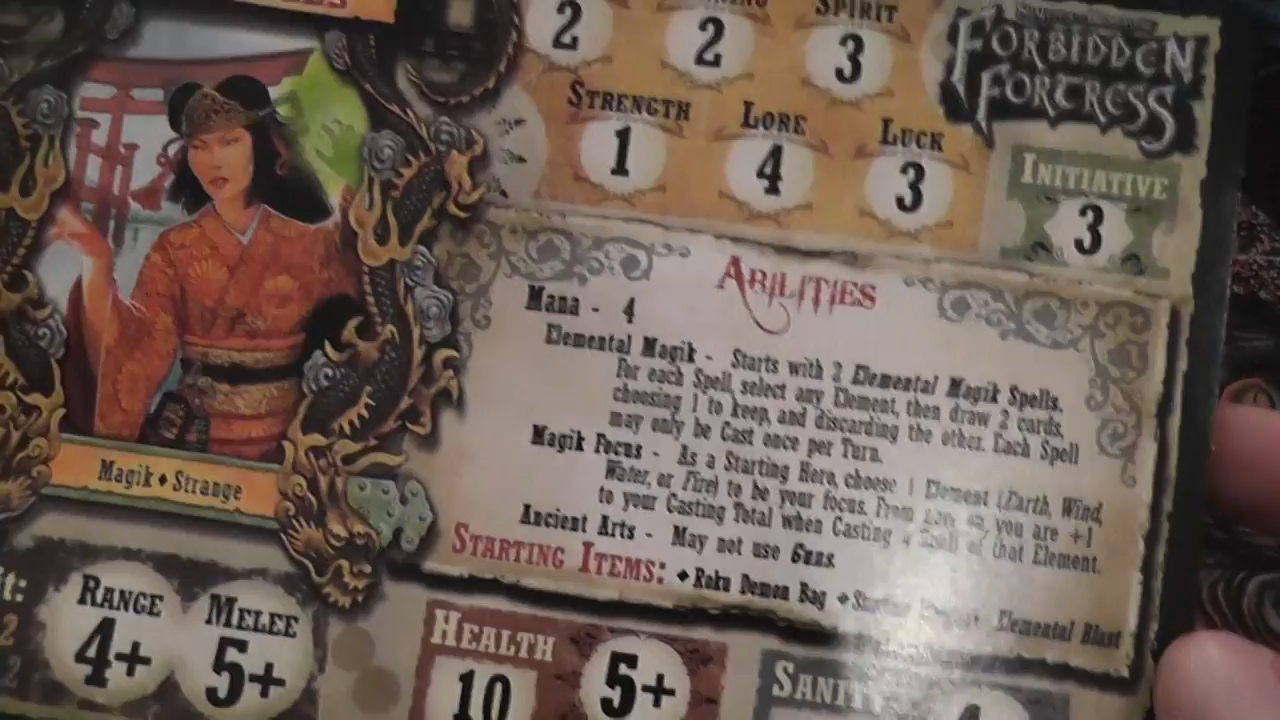 SPIRIT
2
2
3
FORBIDDEN
FORTRESS
STRENGTH
LORE
LUCK
1
4
3
INITIATIVE
3
ABILITIES
Mana - 4
Elemental Magik - Starts with 2 Elemental Magik Spells.
For each Spell, select any Element, then draw 2 cards,
choosing 1 to keep, and discarding the other. Each Spell
may only be Cast once per Turn.
Magik Focus - As a Starting Hero, choose 1 Element (Earth, Wind,
Water, or Fire) to be your focus. From you are +1
to your Casting Total when Casting a Spell of that Element.
Ancient Arts - May not use Guns.
STARTING ITEMS: ♦Roku Demon Bag ♦ Elemental Blast
Magik♦Strange
RANGE
4+
MELEE
5+
2
2
HEALTH
10
5+